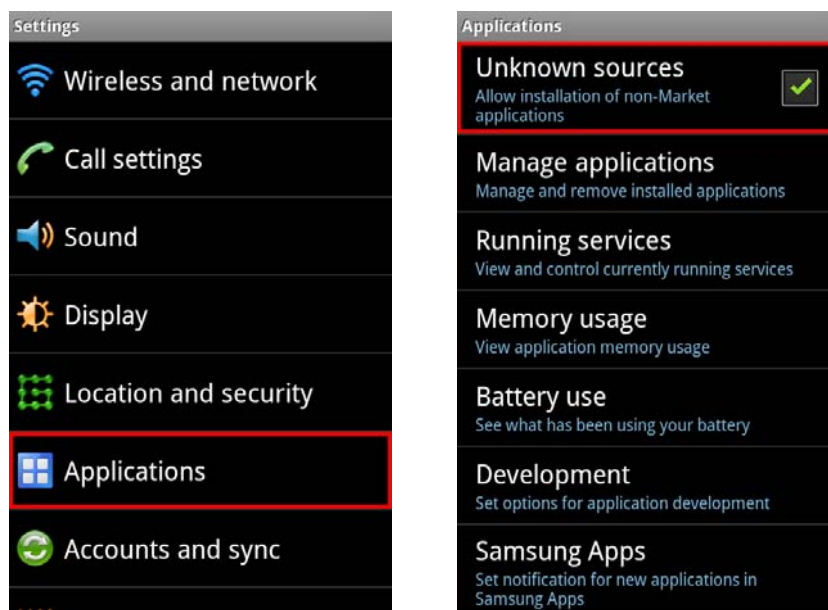 Settings
Wireless and network
Call settings
Sound
Display
Location and security
Applications
Accounts and sync
Applications
Unknown sources
Allow installation of non-Market
applications
Manage applications
Manage and remove installed applications
Running services
View and control currently running services
Memory usage
View application memory usage
Battery use
See what has been using your battery
Development
Set options for application development
Samsung Apps
Set notification for new applications in
Samsung Apps